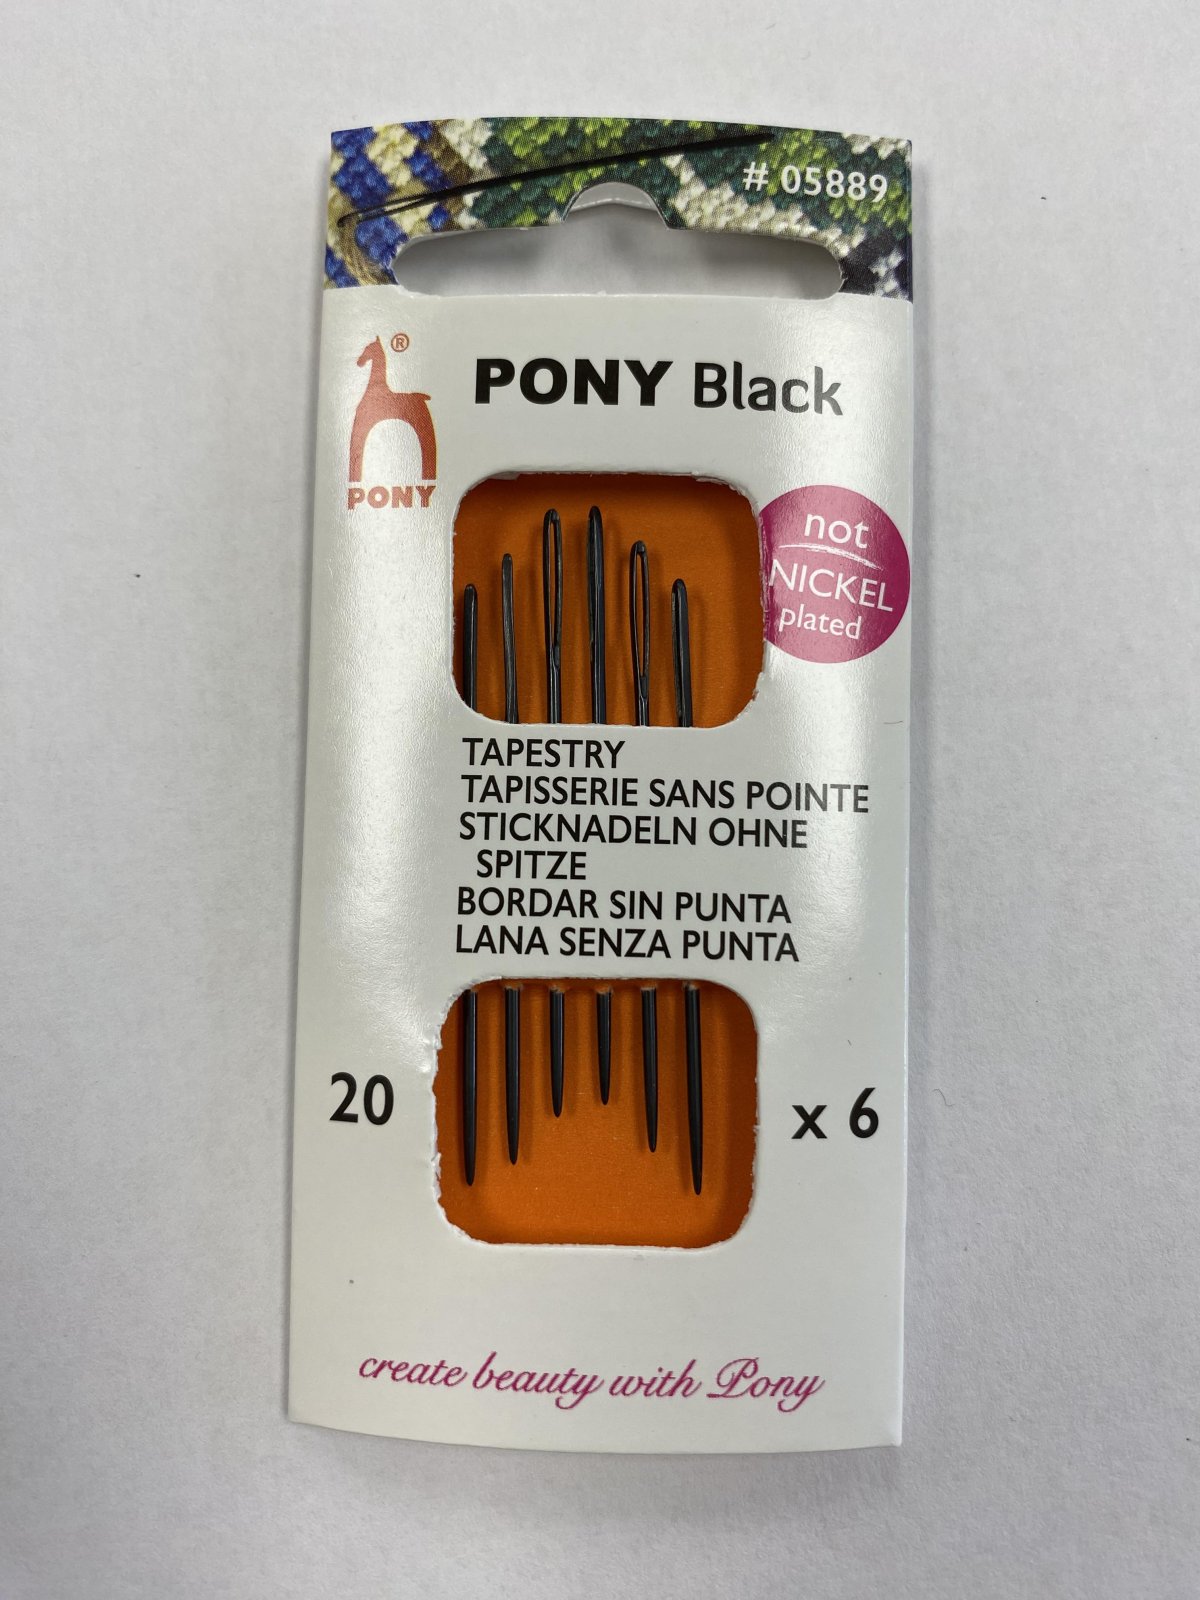 # 05889
®
PONY
PONY Black
not
NICKEL
plated
TAPESTRY
TAPISSERIE SANS POINTE
STICKNADELN OHNE
SPITZE
BORDAR SIN PUNTA
LANA SENZA PUNTA
20
x 6
create beauty with Pony